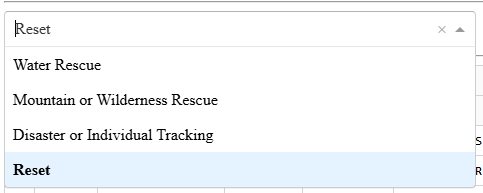 Reset
Water Rescue
Mountain or Wilderness Rescue
Disaster or Individual Tracking
S
Reset
R